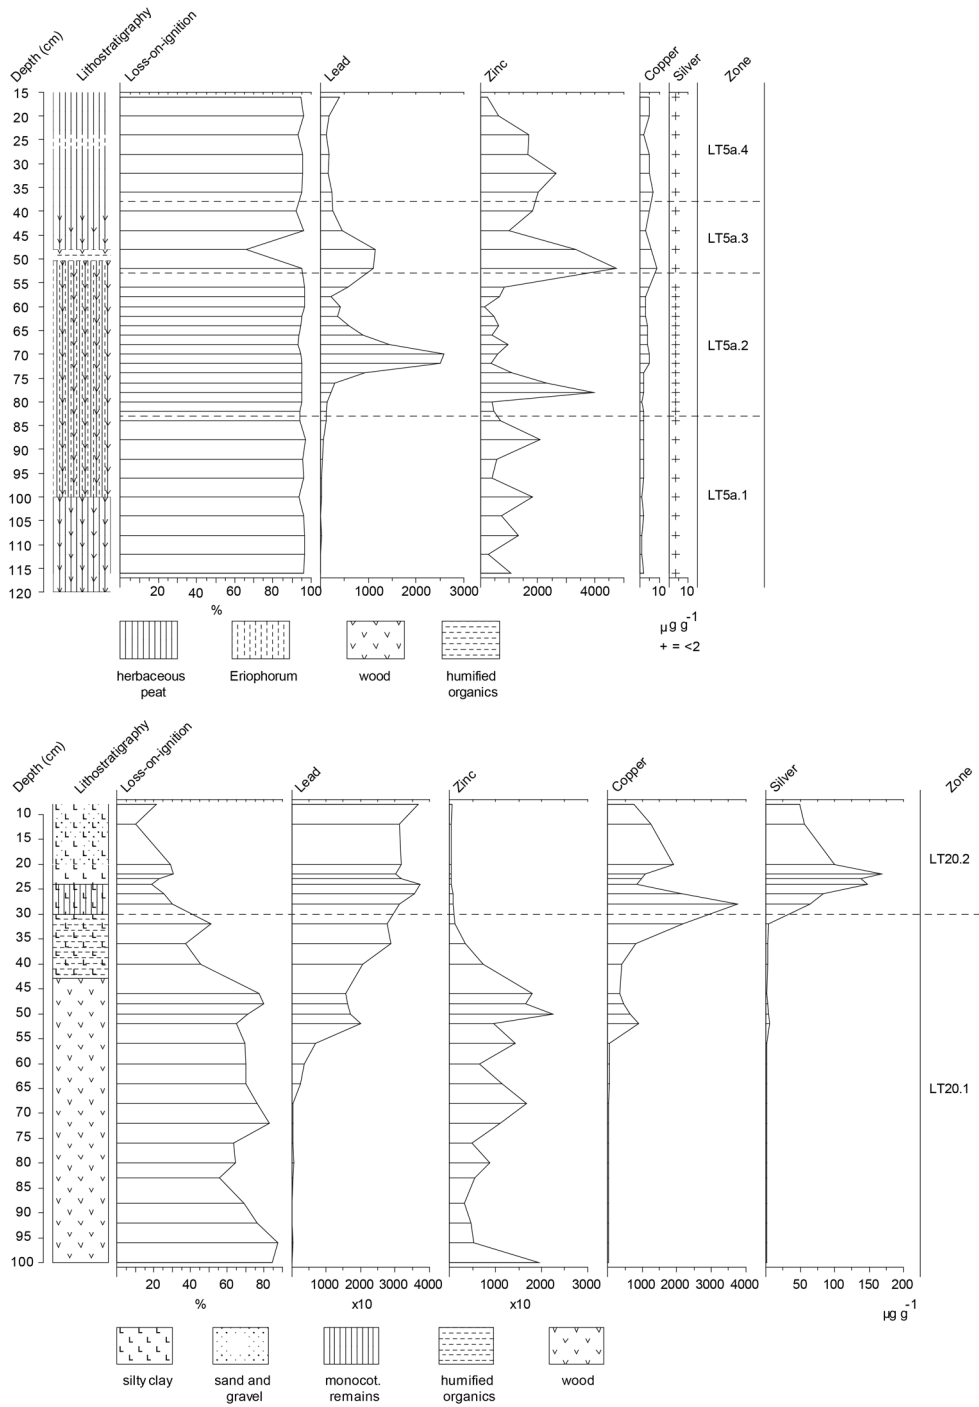 Depth (cm)
Lithostratigraphy
Loss-on-ignition
Lead
Zinc
Copper
Silver
Zone
15
20
25
30
35
40
45
50
55
60
65
70
75
80
85
90
95
100
105
110
115
120
LT5a.4
LT5a.3
LT5a.2
LT5a.1
20 40 60 80 100
1000 2000 3000
2000 4000
10
10
%
µg g-1
+ = <2
herbaceous peat
Eriophorum
wood
humified organics
Depth (cm)
Lithostratigraphy
Loss-on-ignition
Lead
Zinc
Copper
Silver
Zone
10
15
20
25
30
35
40
45
50
55
60
65
70
75
80
85
90
95
100
LT20.2
LT20.1
20 40 60 80
1000 2000 3000 4000
1000 2000 3000
1000 2000 3000 4000
50 100 150 200
%
x10
x10
µg g-1
silty clay
sand and gravel
monocot. remains
humified organics
wood